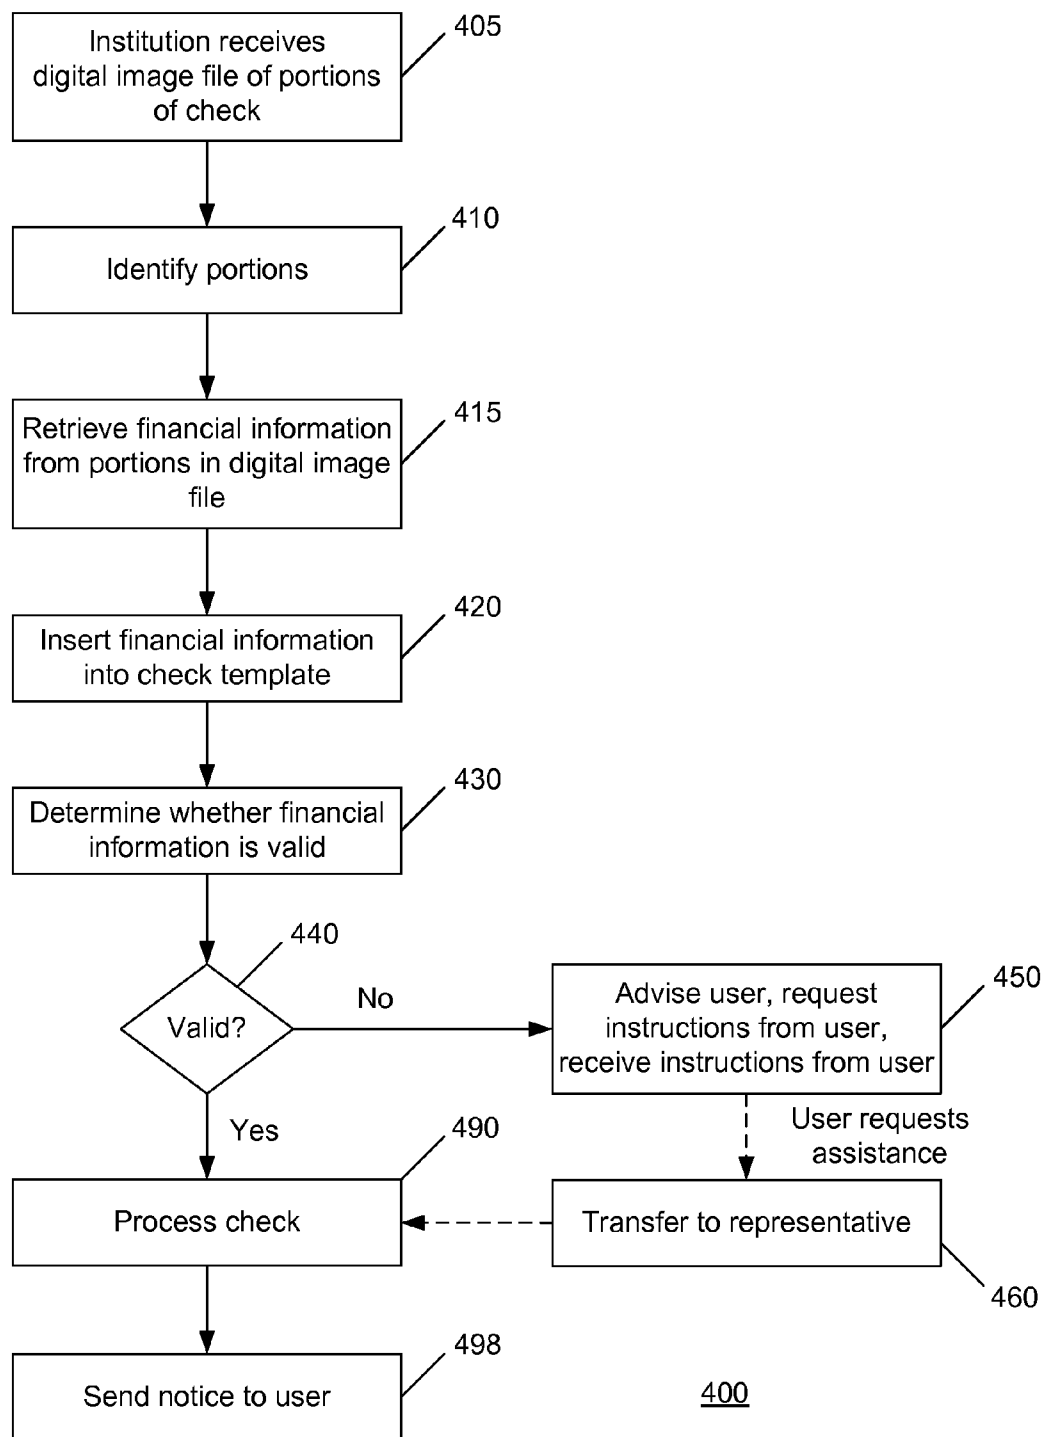 Institution receives
digital image file of portions
of check
405
Identify portions
410
Retrieve financial information
from portions in digital image
file
415
Insert financial information
into check template
420
Determine whether financial
information is valid
430
Valid?
440
No
Advise user, request
instructions from user,
receive instructions from user
450
Yes
User requests
assistance
Process check
490
Transfer to representative
460
Send notice to user
498
400